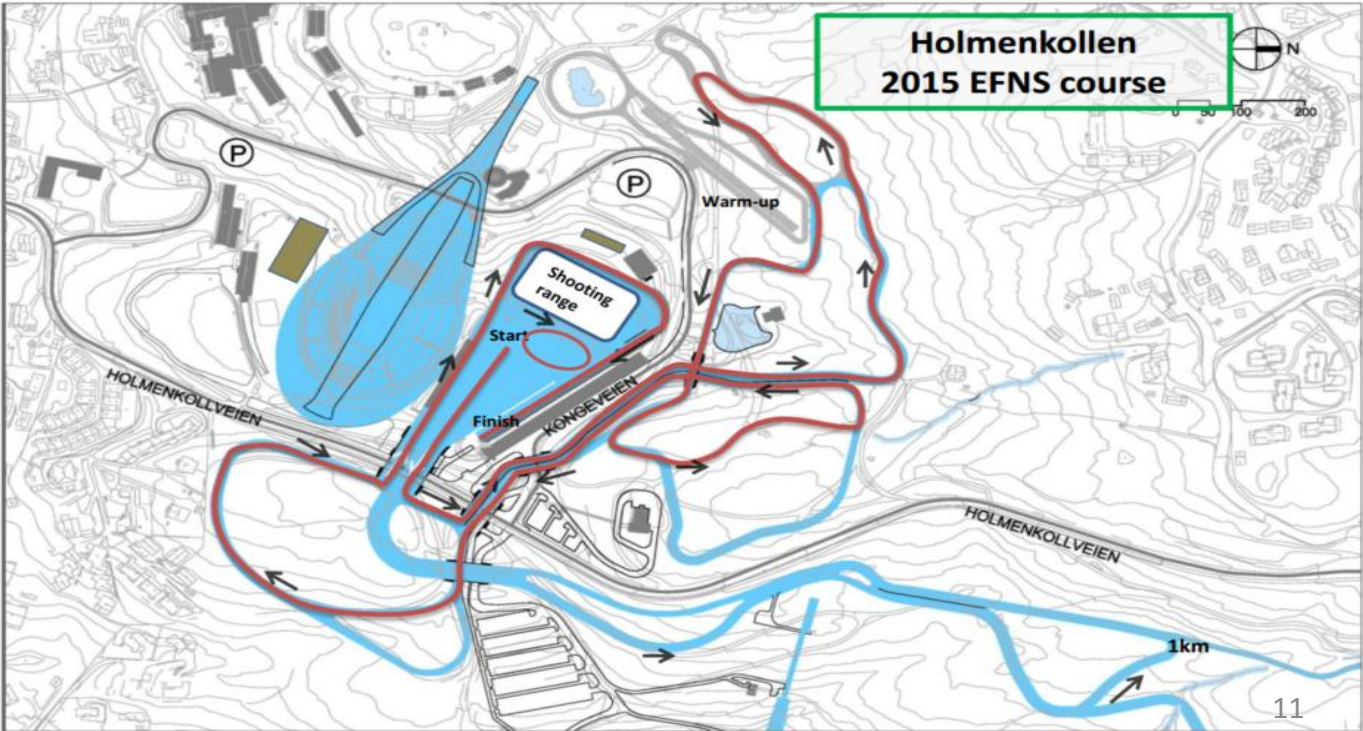 Holmenkollen
2015 EFNS course
N
0 50 100 200
P
P
Warm-up
Shooting
range
Start
HOLMENKOLLVEIEN
KONGEVEIEN
Finish
HOLMENKOLLVEIEN
1km
11